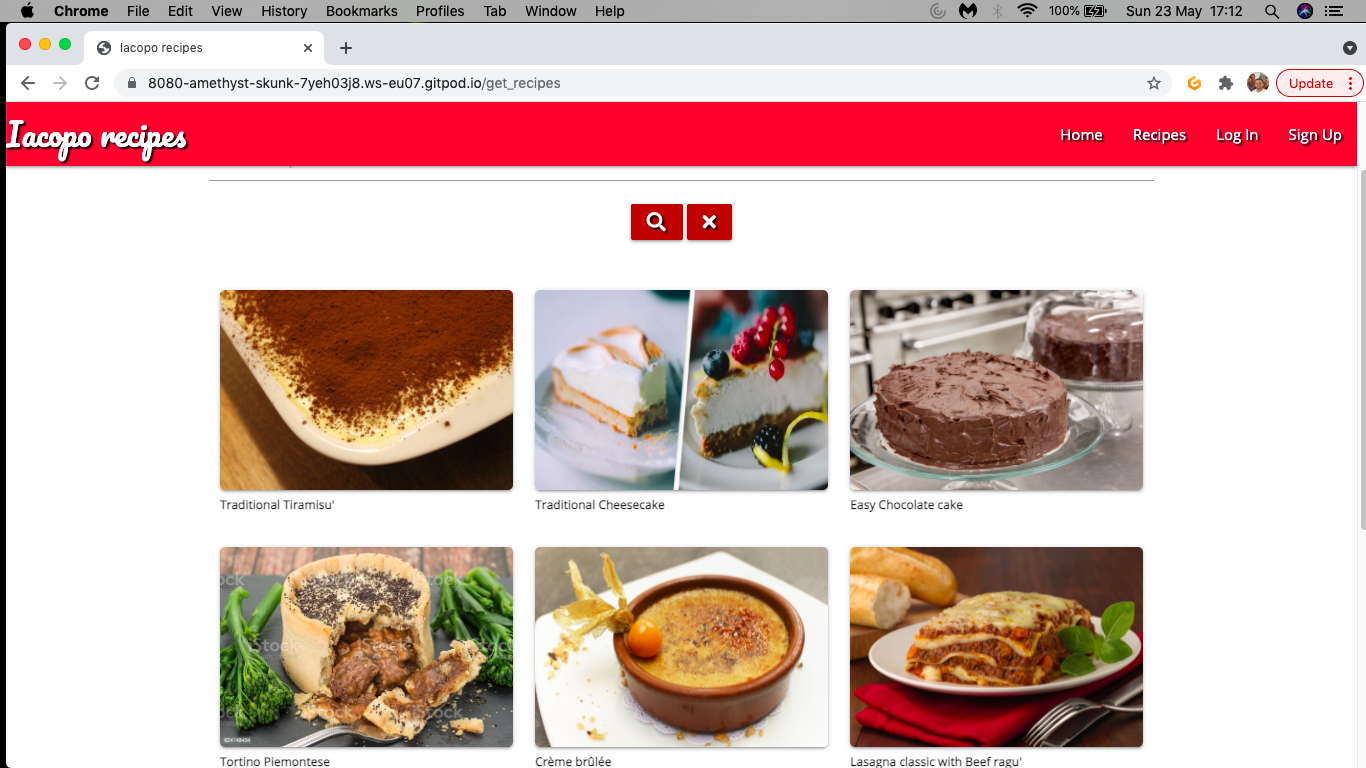 Chrome File Edit View History Bookmarks Profiles Tab Window Help 100% Sun 23 May 17:12
Iacopo recipes
8080-amethyst-skunk-7yeh03j8.ws-eu07.gitpod.io/get_recipes Update
Iacopo recipes Home Recipes Log In Sign Up
Traditional Tiramisu' Traditional Cheesecake Easy Chocolate cake
iStock
Tortino Piemontese Crème brûlée Lasagna classic with Beef ragu'